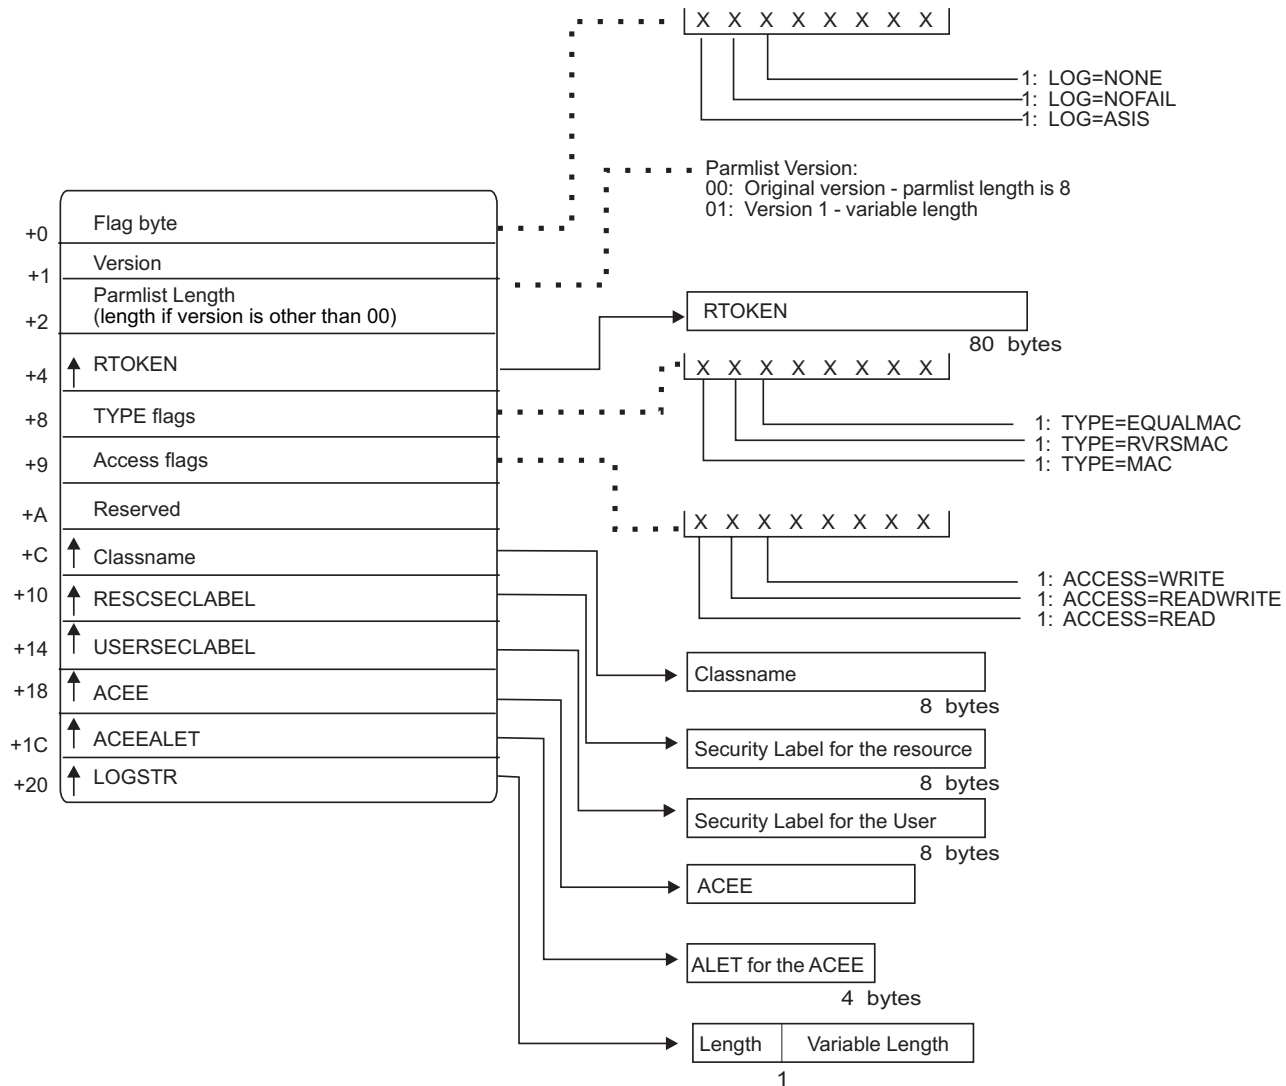 X X X X X X X X
1: LOG=NONE
1: LOG=NOFAIL
1: LOG=ASIS
Parmlist Version:
00: Original version - parmlist length is 8
01: Version 1 - variable length
+0 Flag byte
+1 Version
+2 Parmlist Length
(length if version is other than 00)
+4 RTOKEN
+8 TYPE flags
+9 Access flags
+A Reserved
+C Classname
+10 RESCSECLABEL
+14 USERSECLABEL
+18 ACEE
+1C ACEEALET
+20 LOGSTR
RTOKEN
80 bytes
X X X X X X X X
1: TYPE=EQUALMAC
1: TYPE=RVRSMAC
1: TYPE=MAC
X X X X X X X X
1: ACCESS=WRITE
1: ACCESS=READWRITE
1: ACCESS=READ
Classname
8 bytes
Security Label for the resource
8 bytes
Security Label for the User
8 bytes
ACEE
ALET for the ACEE
4 bytes
Length Variable Length
1